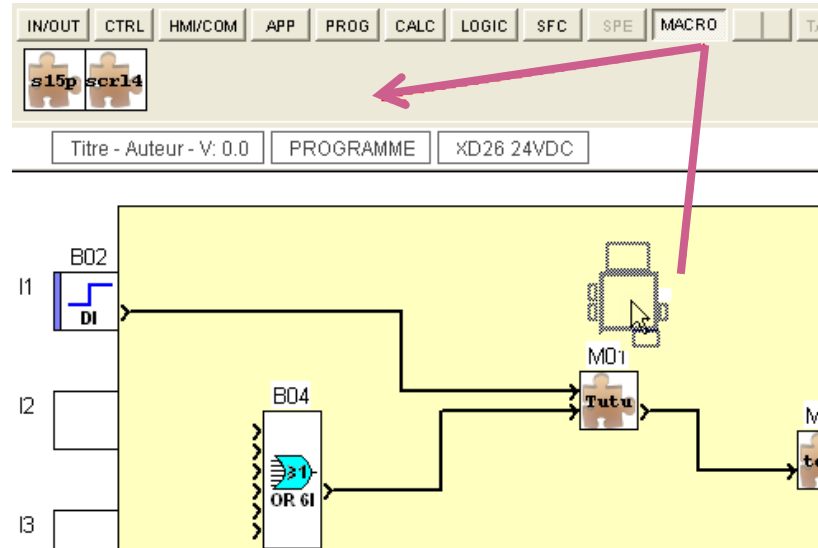 IN/OUT CTRL HMI/COM APP PROG CALC LOGIC SFC SPE MACRO
s15p scrl4
Titre - Auteur - V: 0.0 PROGRAMME XD26 24VDC
B02
I1
DI
M01
I2
B04
Tutu
≥1
OR 6I
I3